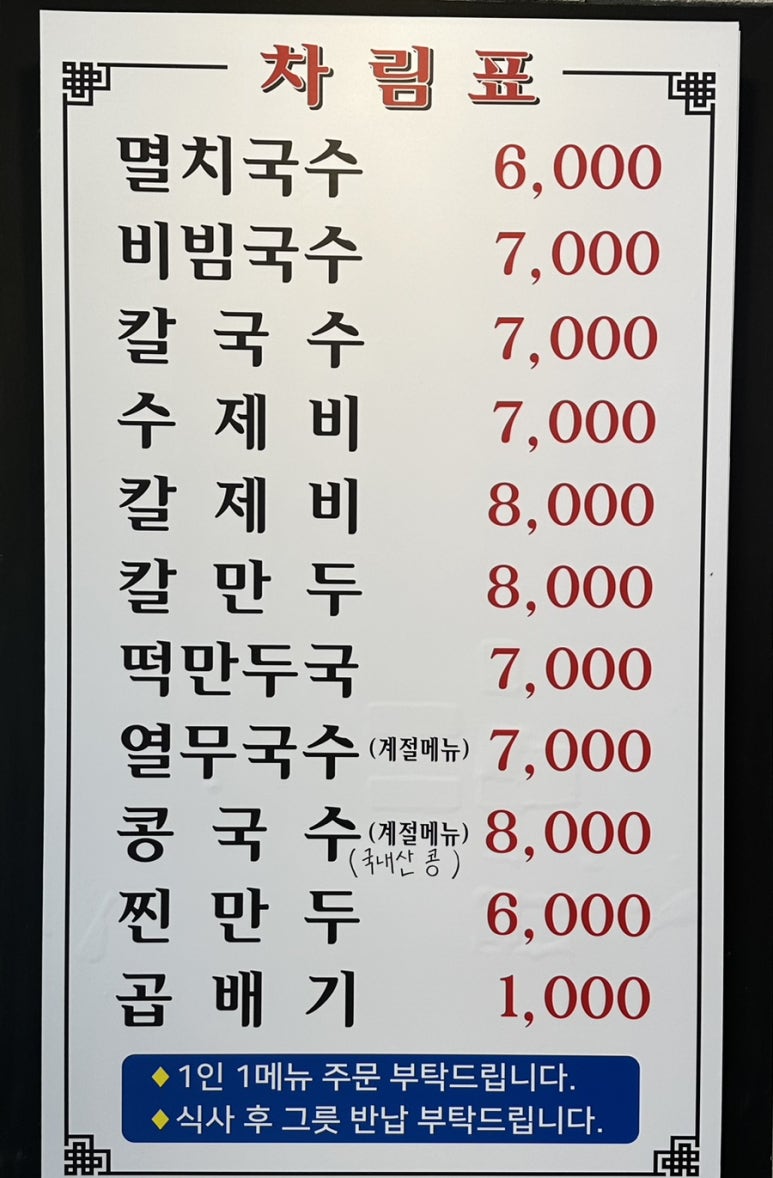 차림표
멸치국수 6,000
비빔국수 7,000
칼국수 7,000
수제비 7,000
칼제비 8,000
칼만두 8,000
떡만두국 7,000
열무국수 (계절메뉴) 7,000
콩국수 (계절메뉴) 8,000
(국내산 콩)
찐만두 6,000
곱배기 1,000
♦1인 1메뉴 주문 부탁드립니다.
♦식사 후 그릇 반납 부탁드립니다.